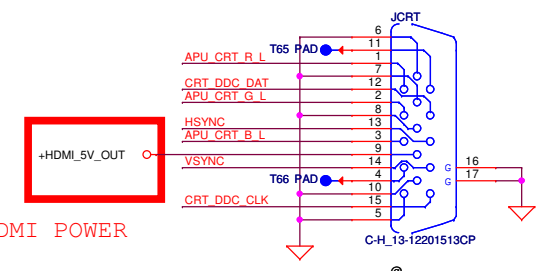 JCRT
6
T65 PAD
11
APU_CRT_R_L
1
7
CRT_DDC_DAT
12
APU_CRT_G_L
2
8
HSYNC
13
APU_CRT_B_L
3
+HDMI_5V_OUT
9
VSYNC
14
G
16
T66 PAD
4
G
17
10
CRT_DDC_CLK
15
5
DMI POWER
C-H_13-12201513CP
@